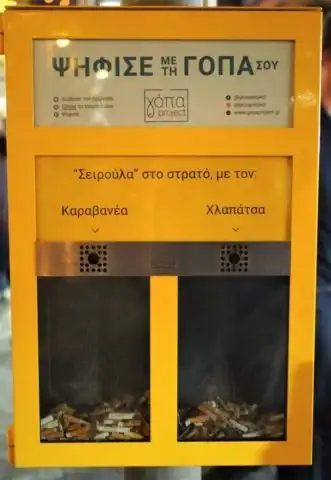 ΨΗΦΙΣΕ ΜΕ ΤΗ ΓΟΠΑ ΣΟΥ
γόπα
project
"Σειρούλα" στο στρατό, με τον:
Καραβανέα
Χλαπάτσα